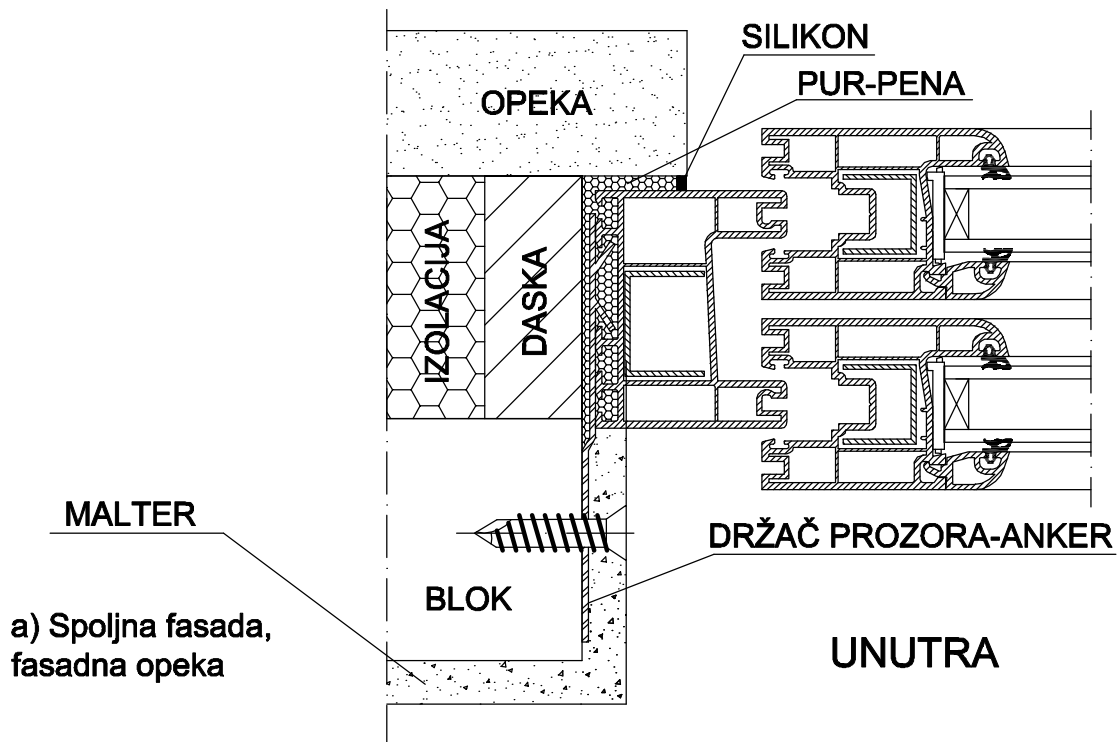 SILIKON
PUR-PENA
OPEKA
IZOLACIJA
DASKA
MALTER
DRŽAČ PROZORA-ANKER
BLOK
a) Spoljna fasada,
fasadna opeka
UNUTRA